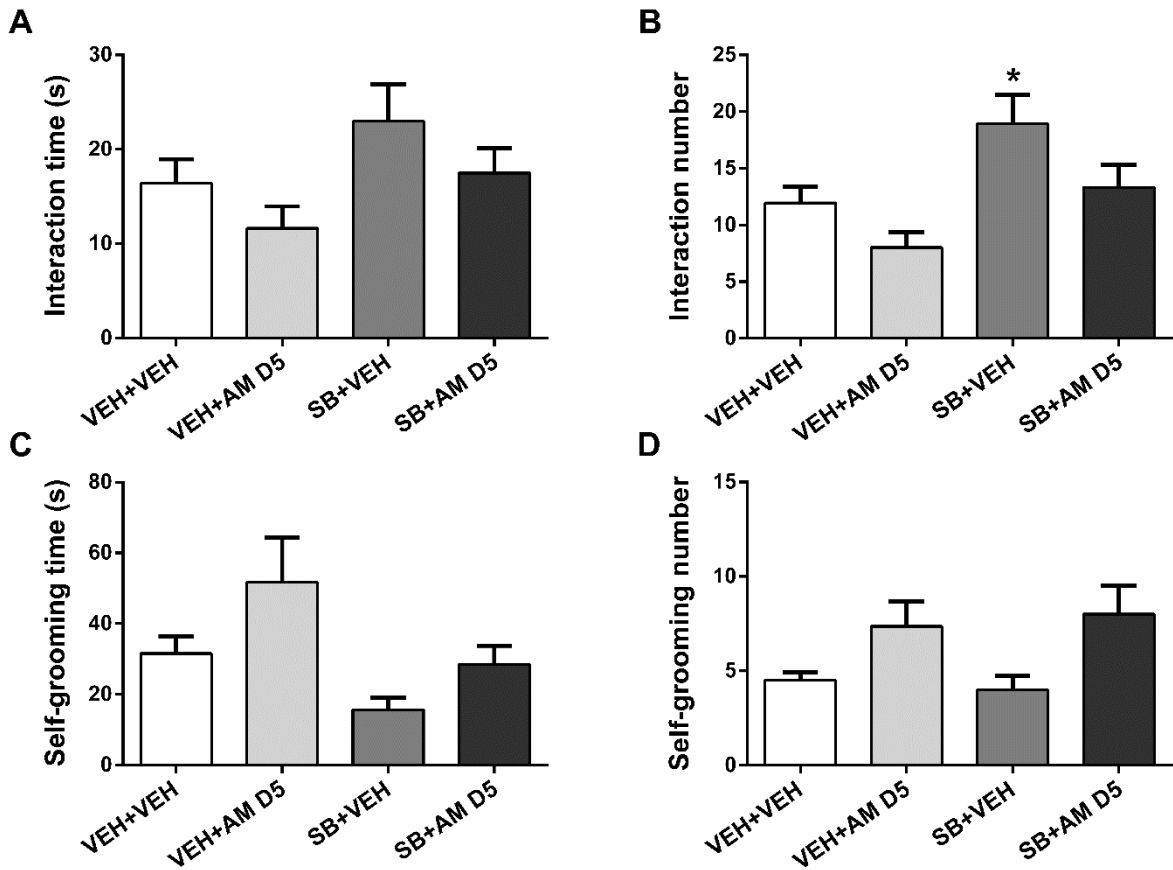 A
Interaction time (s)
30
20
10
0
VEH+VEH
VEH+AM D5
SB+VEH
SB+AM D5
B
Interaction number
25
20
15
10
5
0
*
VEH+VEH
VEH+AM D5
SB+VEH
SB+AM D5
C
Self-grooming time (s)
80
60
40
20
0
VEH+VEH
VEH+AM D5
SB+VEH
SB+AM D5
D
Self-grooming number
15
10
5
0
VEH+VEH
VEH+AM D5
SB+VEH
SB+AM D5